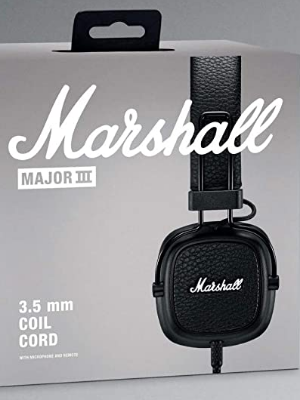 Marshall
MAJOR III
Marshall
3.5 mm
COIL
CORD
WITH MICROPHONE AND REMOTE